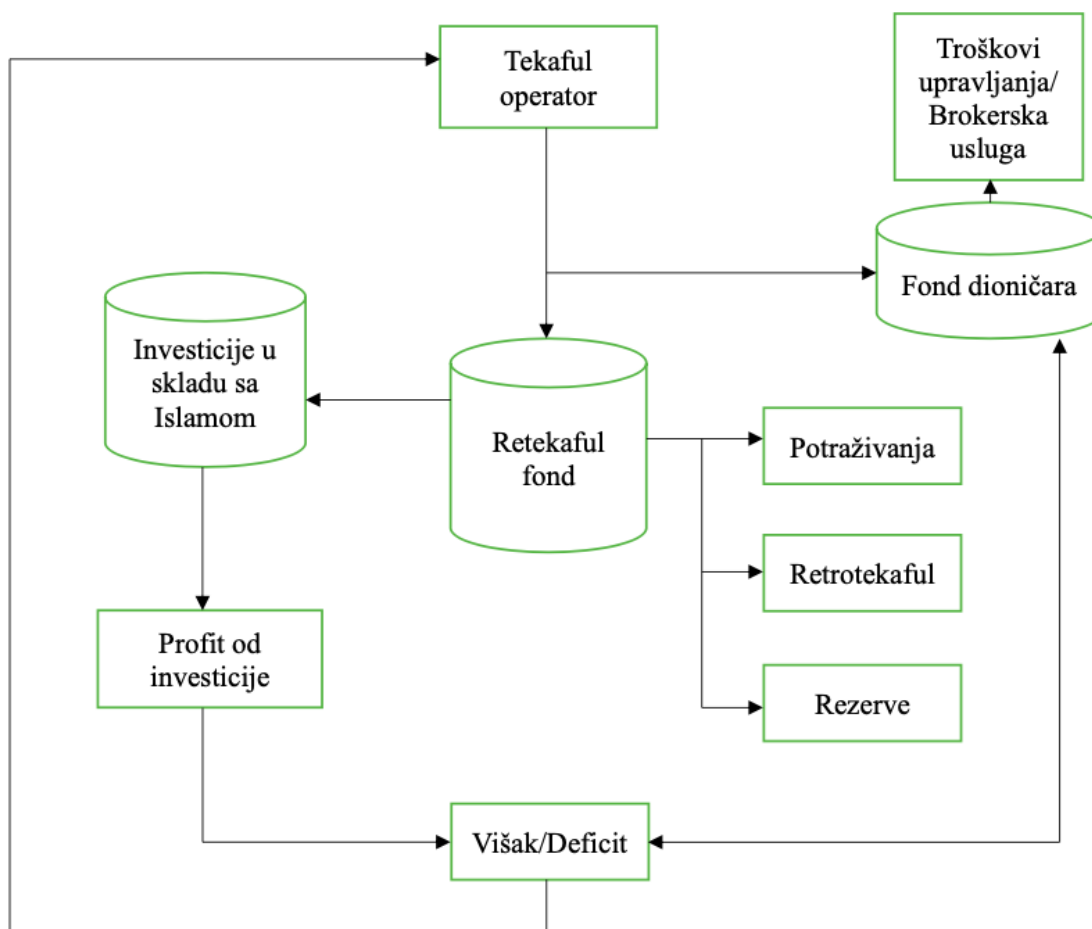 Tekaful
operator
Troškovi
upravljanja/
Brokerska
usluga
Fond dioničara
Investicije u
skladu sa
Islamom
Retekaful
fond
Potraživanja
Retrotekaful
Rezerve
Profit od
investicije
Višak/Deficit